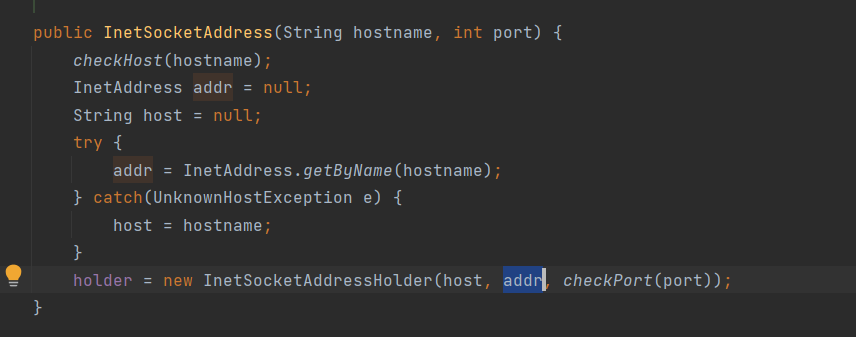 public InetSocketAddress(String hostname, int port) {
checkHost(hostname);
InetAddress addr = null;
String host = null;
try {
addr = InetAddress.getByName(hostname);
} catch(UnknownHostException e) {
host = hostname;
}
holder = new InetSocketAddressHolder(host, addr, checkPort(port));
}